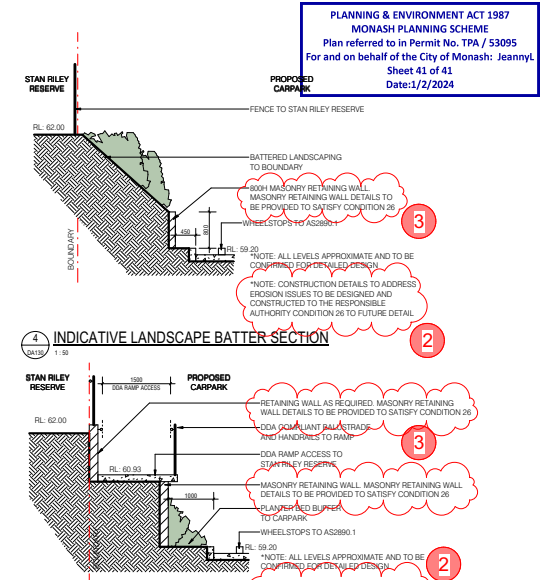 PLANNING & ENVIRONMENT ACT 1987
MONASH PLANNING SCHEME
Plan referred to in Permit No. TPA / 53095
For and on behalf of the City of Monash: JeannyL
Sheet 41 of 41
Date:1/2/2024
STAN RILEY
RESERVE
PROPOSED
CARPARK
FENCE TO STAN RILEY RESERVE
RL: 62.00
BATTERED LANDSCAPING
TO BOUNDARY
800H MASONRY RETAINING WALL.
MASONRY RETAINING WALL DETAILS TO
BE PROVIDED TO SATISFY CONDITION 26
3
WHEELSTOPS TO AS2890.1
450
800
BOUNDARY
RL: 59.20
*NOTE: ALL LEVELS APPROXIMATE AND TO BE
CONFIRMED FOR DETAILED DESIGN
*NOTE: CONSTRUCTION DETAILS TO ADDRESS
EROSION ISSUES TO BE DESIGNED AND
CONSTRUCTED TO THE RESPONSIBLE
AUTHORITY CONDITION 26 TO FUTURE DETAIL
2
4
DA130
INDICATIVE LANDSCAPE BATTER SECTION
1 : 50
STAN RILEY
RESERVE
1500
DDA RAMP ACCESS
PROPOSED
CARPARK
RL: 62.00
RETAINING WALL AS REQUIRED. MASONRY RETAINING
WALL DETAILS TO BE PROVIDED TO SATISFY CONDITION 26
DDA COMPLIANT BALUSTRADE
AND HANDRAILS TO RAMP
3
DDA RAMP ACCESS TO
STAN RILEY RESERVE
RL: 60.93
MASONRY RETAINING WALL. MASONRY RETAINING WALL
DETAILS TO BE PROVIDED TO SATISFY CONDITION 26
1000
PLANTER BED BUFFER
TO CARPARK
WHEELSTOPS TO AS2890.1
RL: 59.20
*NOTE: ALL LEVELS APPROXIMATE AND TO BE
CONFIRMED FOR DETAILED DESIGN
2